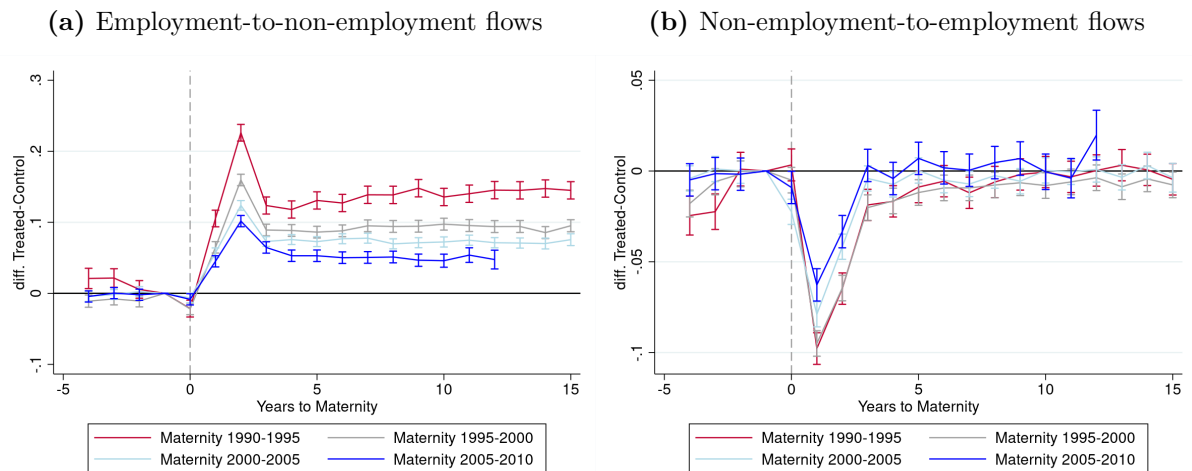 (a) Employment-to-non-employment flows
.3
.2
.1
0
-.1
diff. Treated-Control
-5
0
5
10
15
Years to Maternity
Maternity 1990-1995
Maternity 1995-2000
Maternity 2000-2005
Maternity 2005-2010
(b) Non-employment-to-employment flows
.05
0
-.05
-.1
diff. Treated-Control
-5
0
5
10
15
Years to Maternity
Maternity 1990-1995
Maternity 1995-2000
Maternity 2000-2005
Maternity 2005-2010